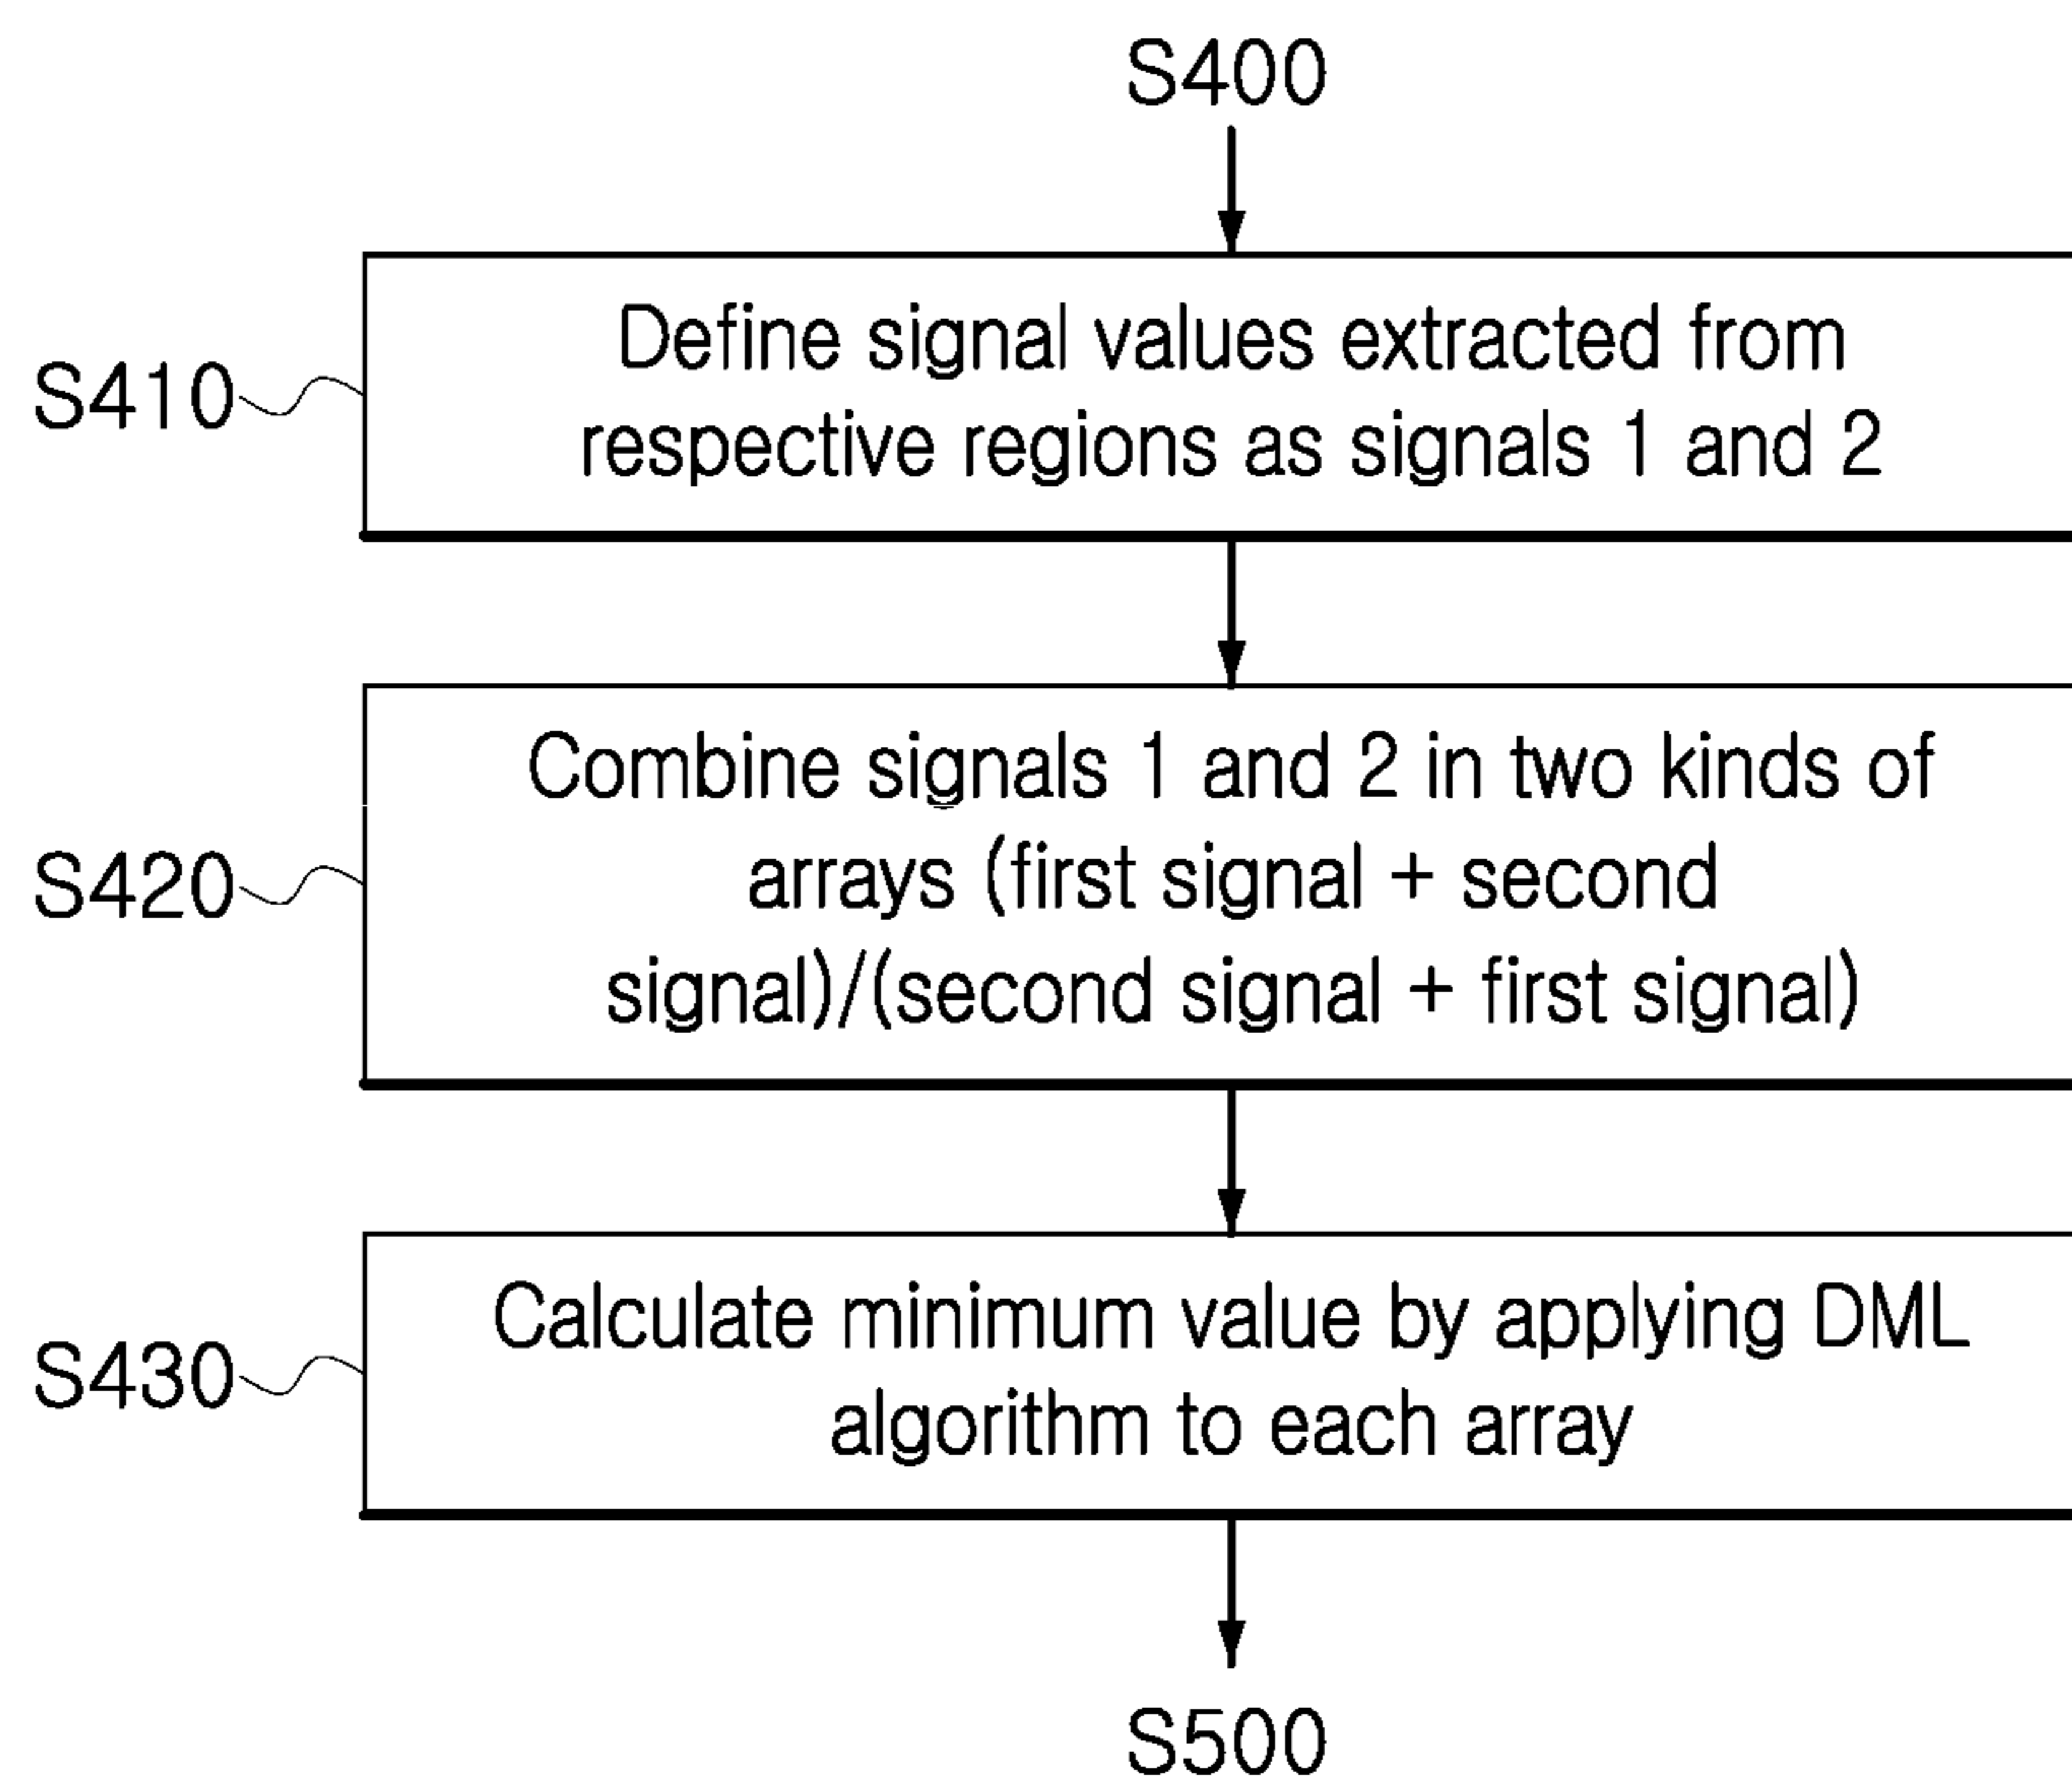 S400
S410
Define signal values extracted from
respective regions as signals 1 and 2
S420
Combine signals 1 and 2 in two kinds of
arrays (first signal + second
signal)/(second signal + first signal)
S430
Calculate minimum value by applying DML
algorithm to each array
S500